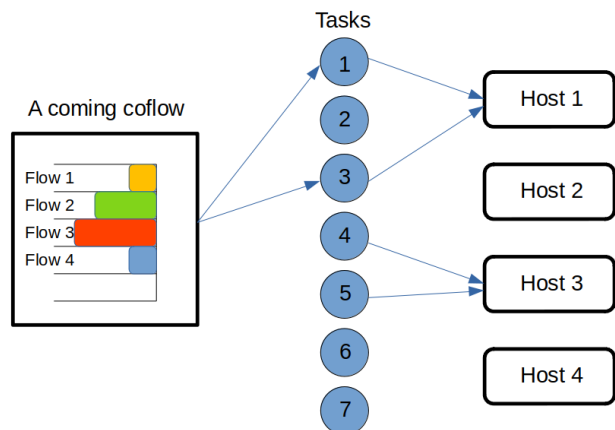 Tasks
A coming coflow
Flow 1
Flow 2
Flow 3
Flow 4
1
2
3
4
5
6
7
Host 1
Host 2
Host 3
Host 4